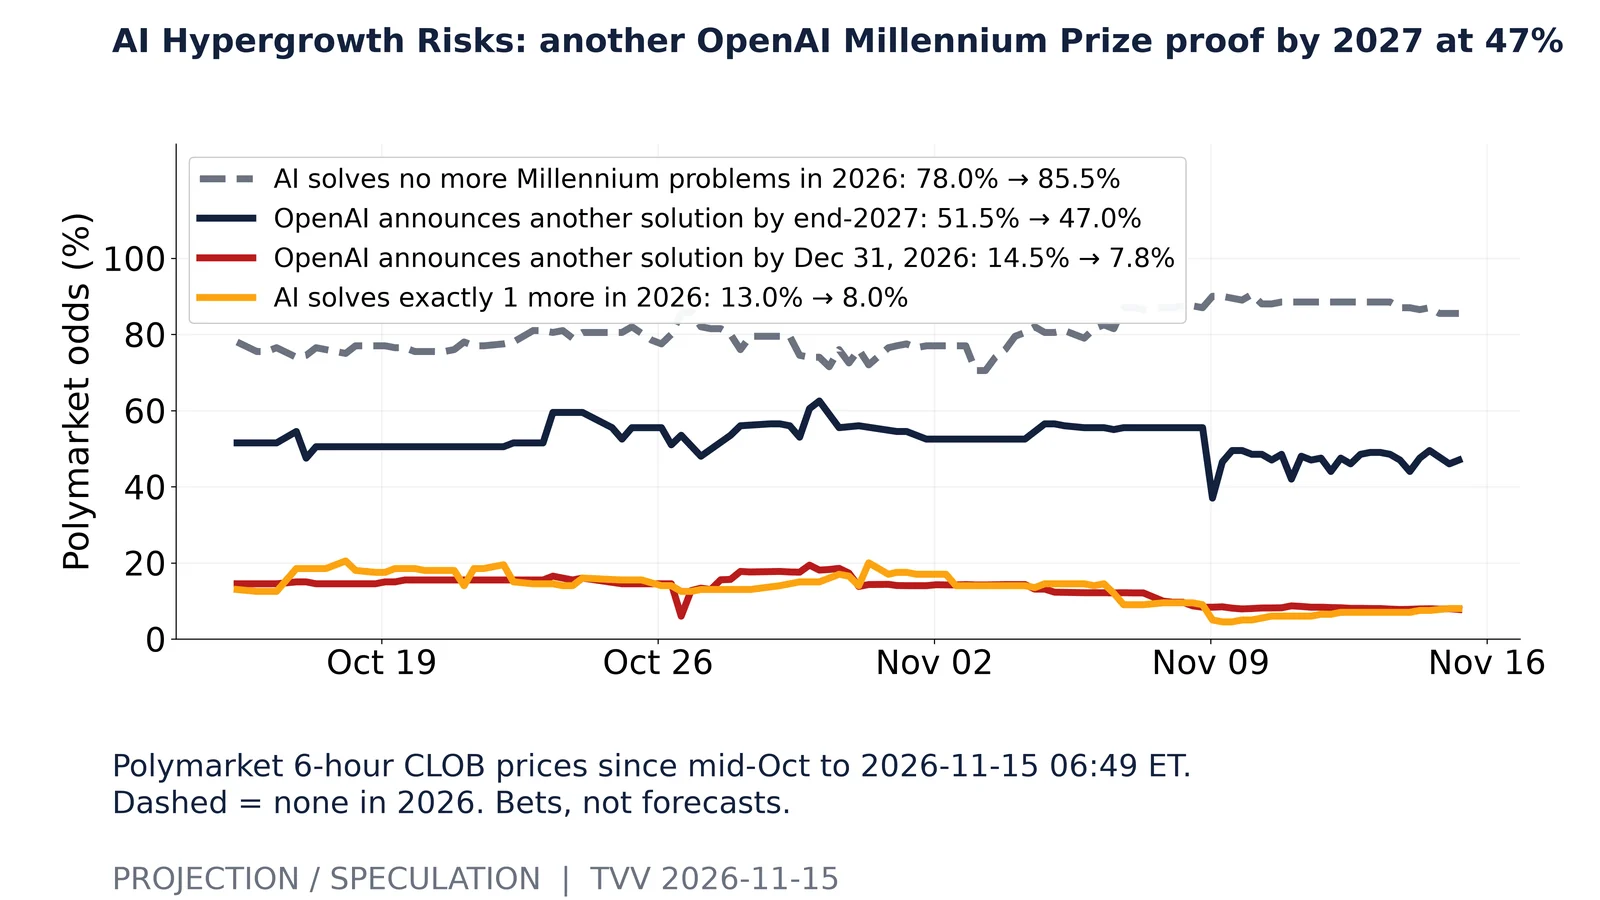 AI Hypergrowth Risks: another OpenAI Millennium Prize proof by 2027 at 47%
AI solves no more Millennium problems in 2026: 78.0% → 85.5%
OpenAI announces another solution by end-2027: 51.5% → 47.0%
OpenAI announces another solution by Dec 31, 2026: 14.5% → 7.8%
AI solves exactly 1 more in 2026: 13.0% → 8.0%
Polymarket odds (%)
100
80
60
40
20
0
Oct 19
Oct 26
Nov 02
Nov 09
Nov 16
Polymarket 6-hour CLOB prices since mid-Oct to 2026-11-15 06:49 ET.
Dashed = none in 2026. Bets, not forecasts.
PROJECTION / SPECULATION | TVV 2026-11-15